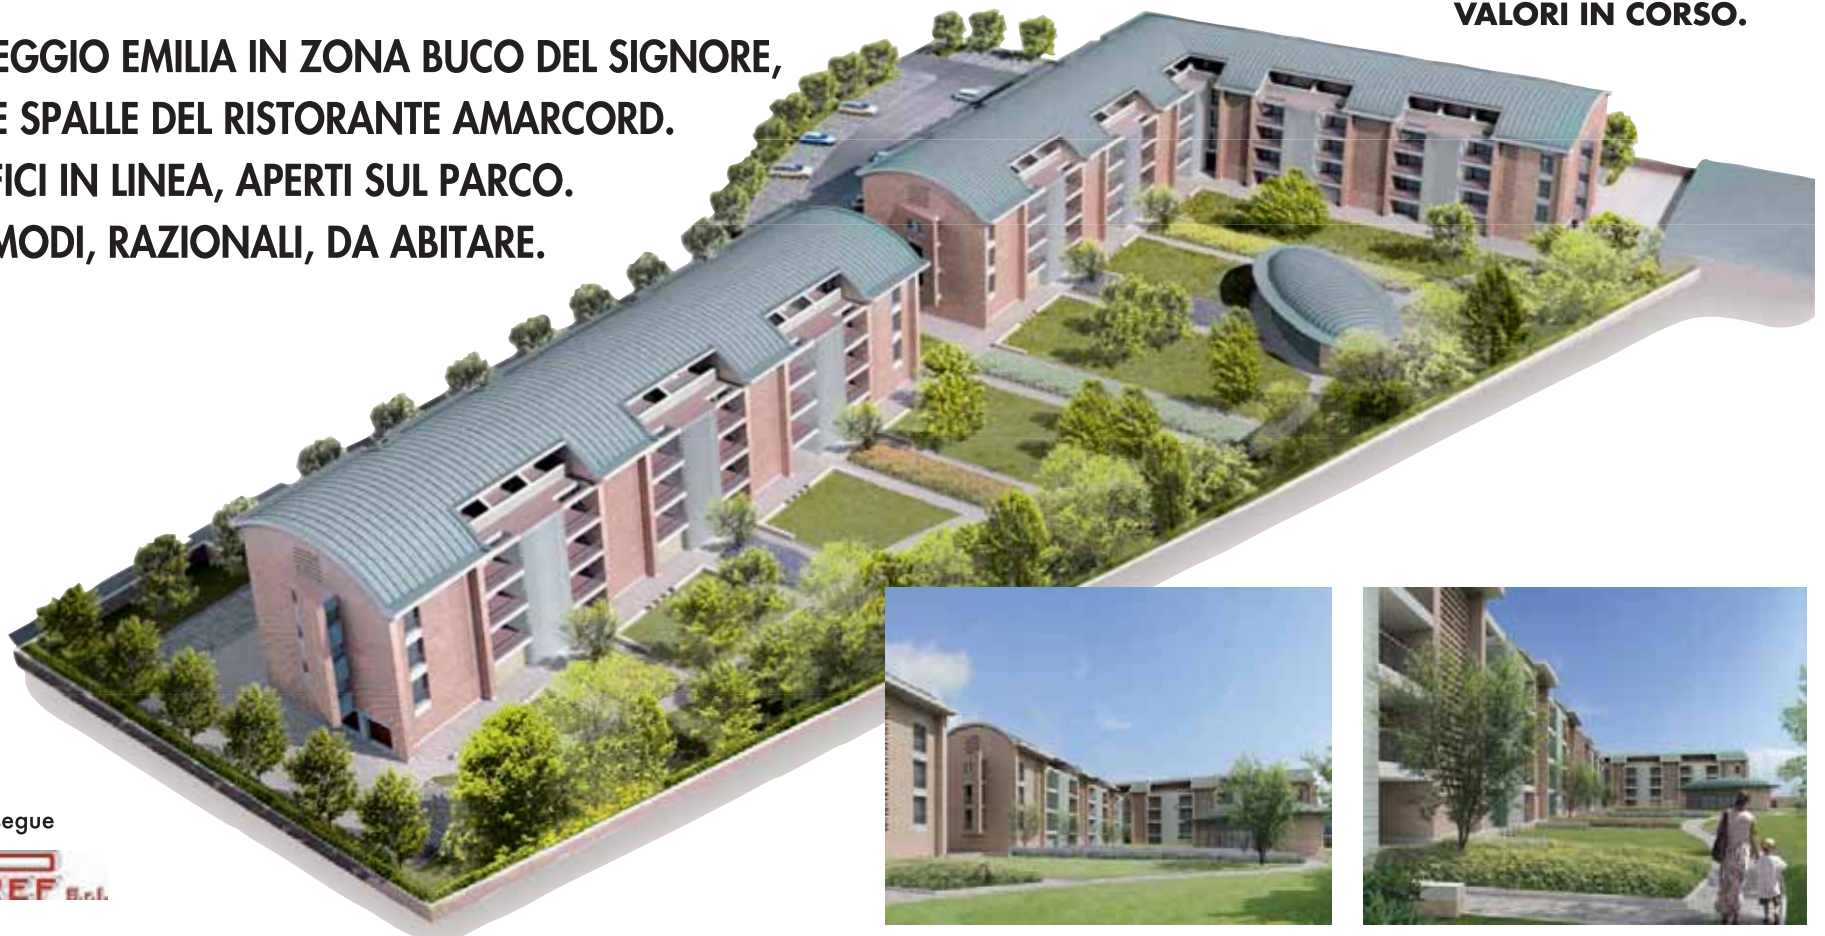 VALORI IN CORSO.
EGGIO EMILIA IN ZONA BUCO DEL SIGNORE,
E SPALLE DEL RISTORANTE AMARCORD.
FICI IN LINEA, APERTI SUL PARCO.
MODI, RAZIONALI, DA ABITARE.
egue
REF S.r.l.